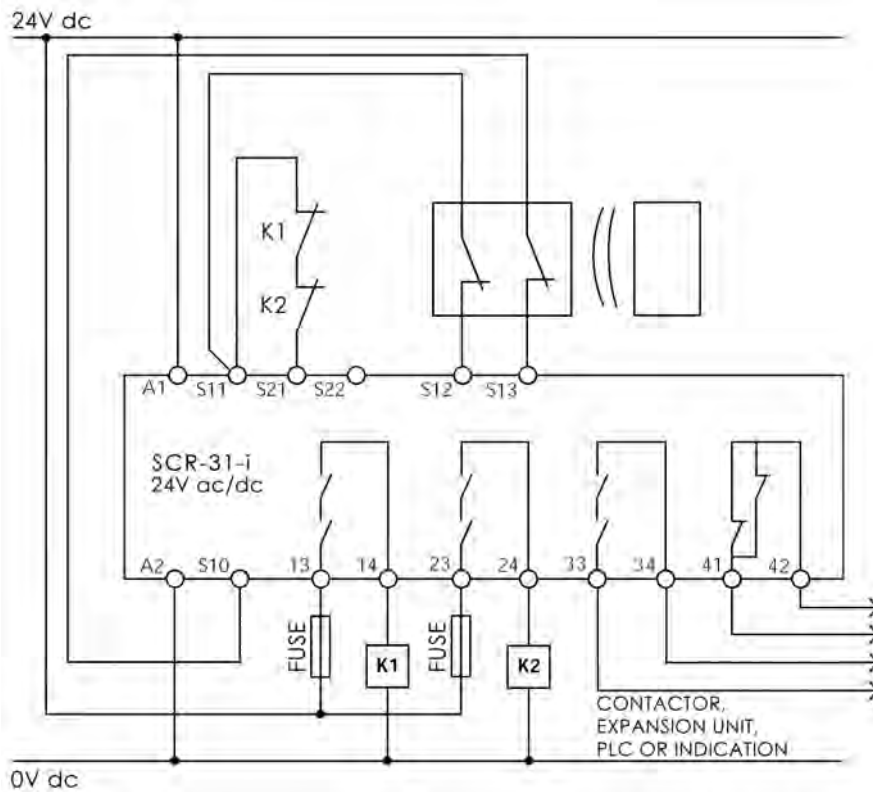 24V dc
K1
K2
A1 S11 S21 S22 S12 S13
SCR-31-i
24V ac/dc
A2 S10 13 14 23 24 33 34 41 42
FUSE K1 FUSE K2
CONTACTOR,
EXPANSION UNIT,
PLC OR INDICATION
0V dc